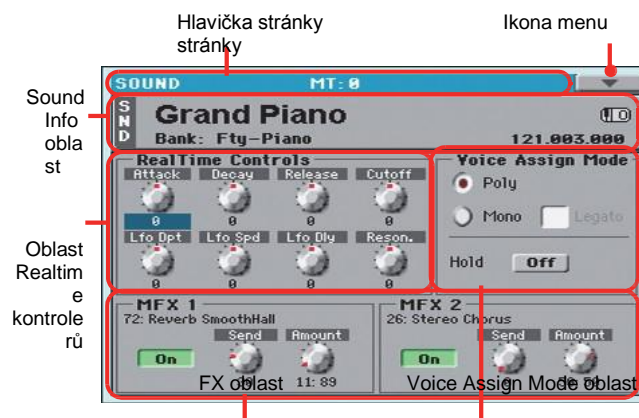 Hlavička stránky
stránky
Ikona menu
SOUND MT: 0
Sound
Info
obla
st
SND
Grand Piano
Bank: Fty-Piano
121.003.000
RealTime Controls
Attack Decay Release Cutoff
0 0 0 0
Lfo Dpt Lfo Spd Lfo Dly Reson.
0 0 0 0
Voice Assign Mode
Poly
Mono Legato
Hold Off
Oblast
Realtim
e
kontrole
rů
MFX 1
72: Reverb SmoothHall
Send Amount
On
11: 89
MFX 2
26: Stereo Chorus
Send Amount
On
FX oblast
Voice Assign Mode oblast